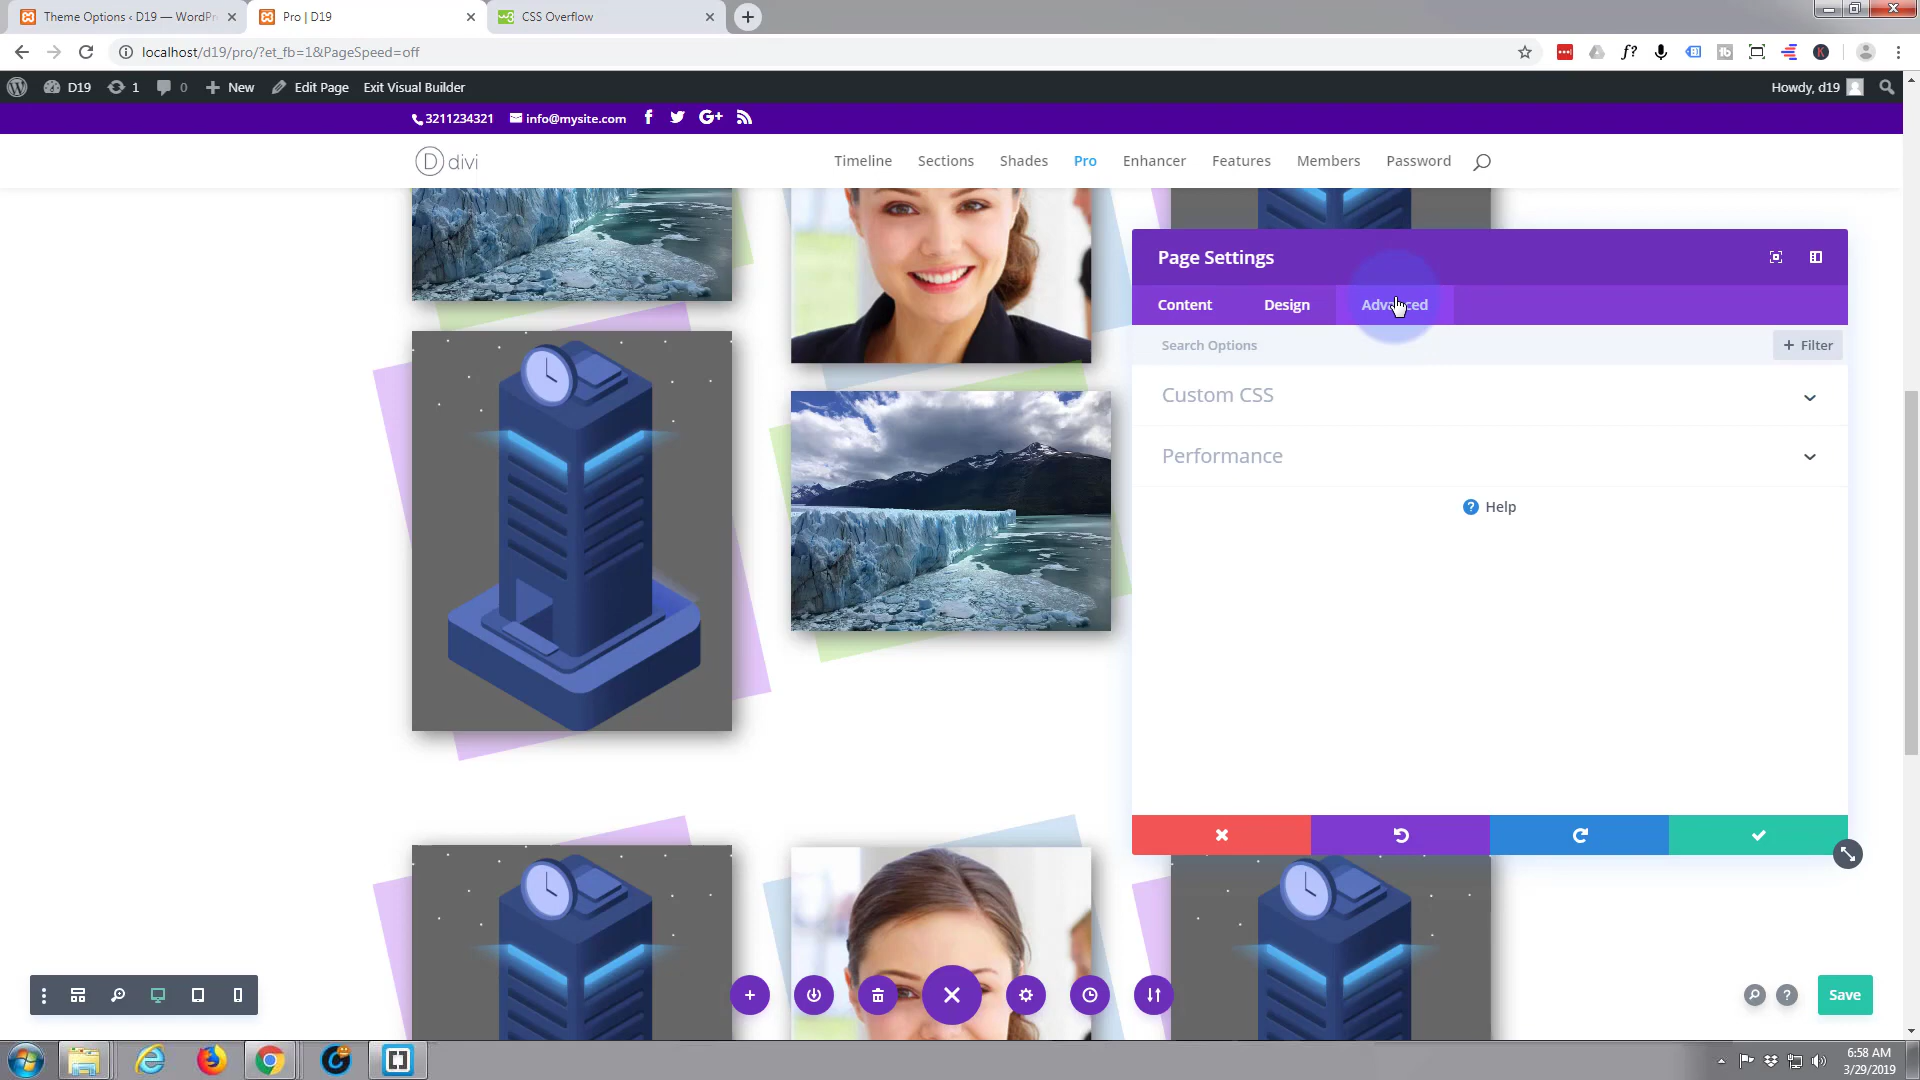 Theme Options ‹ D19 — WordPr
Pro | D19
CSS Overflow
localhost/d19/pro/?et_fb=1&PageSpeed=off
D19
1
0
New
Edit Page
Exit Visual Builder
Howdy, d19
3211234321
info@mysite.com
D divi
Timeline
Sections
Shades
Pro
Enhancer
Features
Members
Password
Page Settings
Content
Design
Advanced
Search Options
+ Filter
Custom CSS
Performance
? Help
Save
6:58 AM
3/29/2019